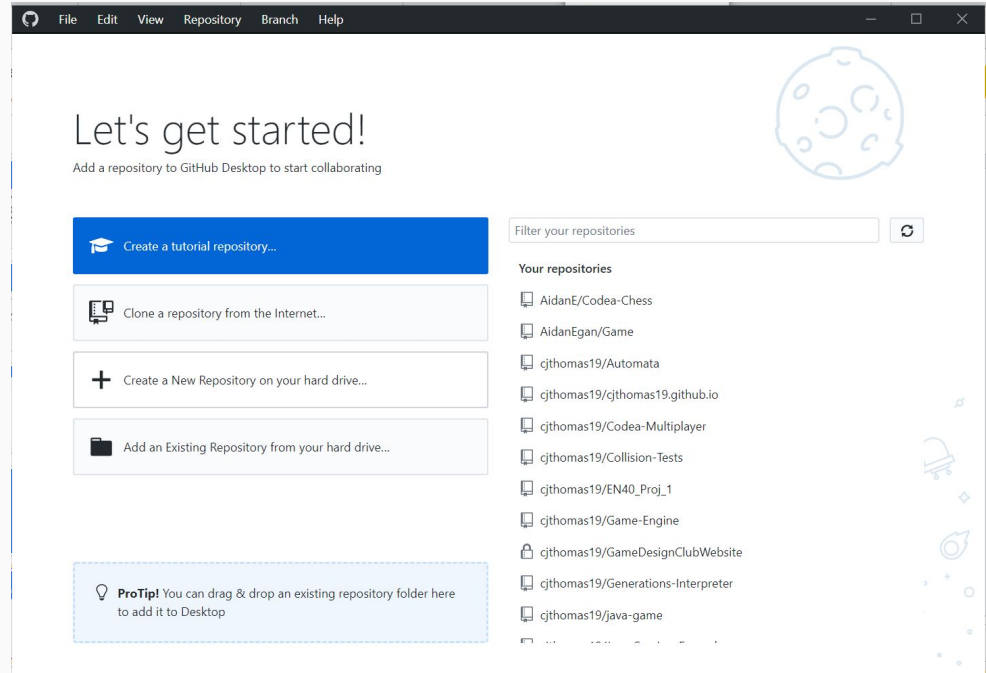 File Edit View Repository Branch Help
Let's get started!
Add a repository to GitHub Desktop to start collaborating
Create a tutorial repository...
Clone a repository from the Internet...
Create a New Repository on your hard drive...
Add an Existing Repository from your hard drive...
ProTip! You can drag & drop an existing repository folder here
to add it to Desktop
Filter your repositories
Your repositories
AidanE/Codea-Chess
AidanEgan/Game
cjthomas19/Automata
cjthomas19/cjthomas19.github.io
cjthomas19/Codea-Multiplayer
cjthomas19/Collision-Tests
cjthomas19/EN40_Proj_1
cjthomas19/Game-Engine
cjthomas19/GameDesignClubWebsite
cjthomas19/Generations-Interpreter
cjthomas19/java-game